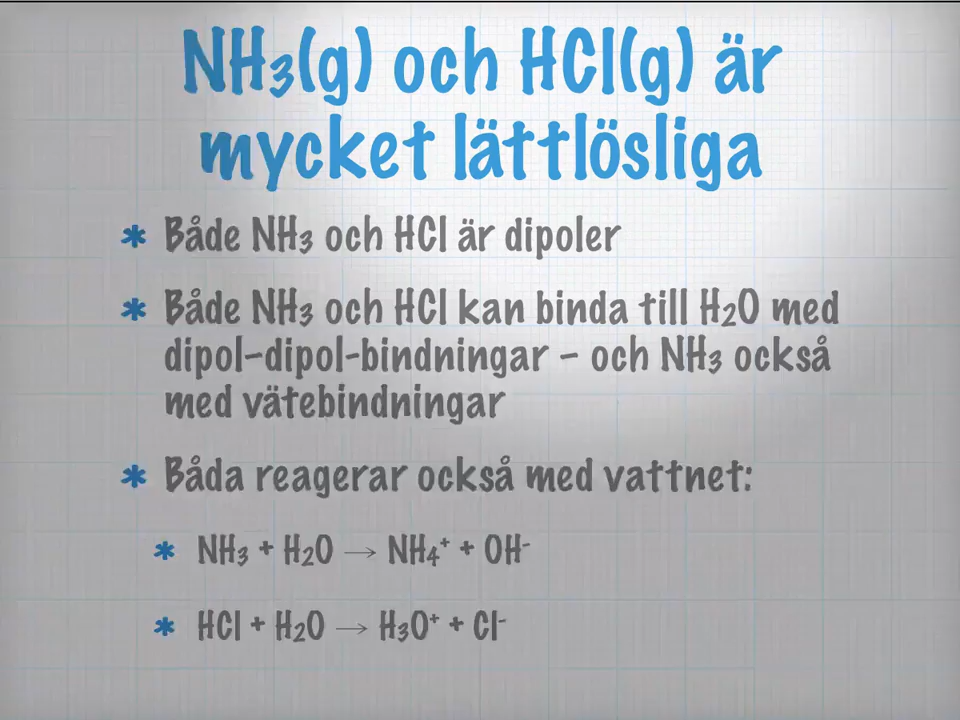 NH₃(g) och HCl(g) är
mycket lättlösliga
✱ Både NH₃ och HCl är dipoler
✱ Både NH₃ och HCl kan binda till H₂O med
dipol–dipol-bindningar – och NH₃ också
med vätebindningar
✱ Båda reagerar också med vattnet:
✱ NH₃ + H₂O → NH₄⁺ + OH⁻
✱ HCl + H₂O → H₃O⁺ + Cl⁻